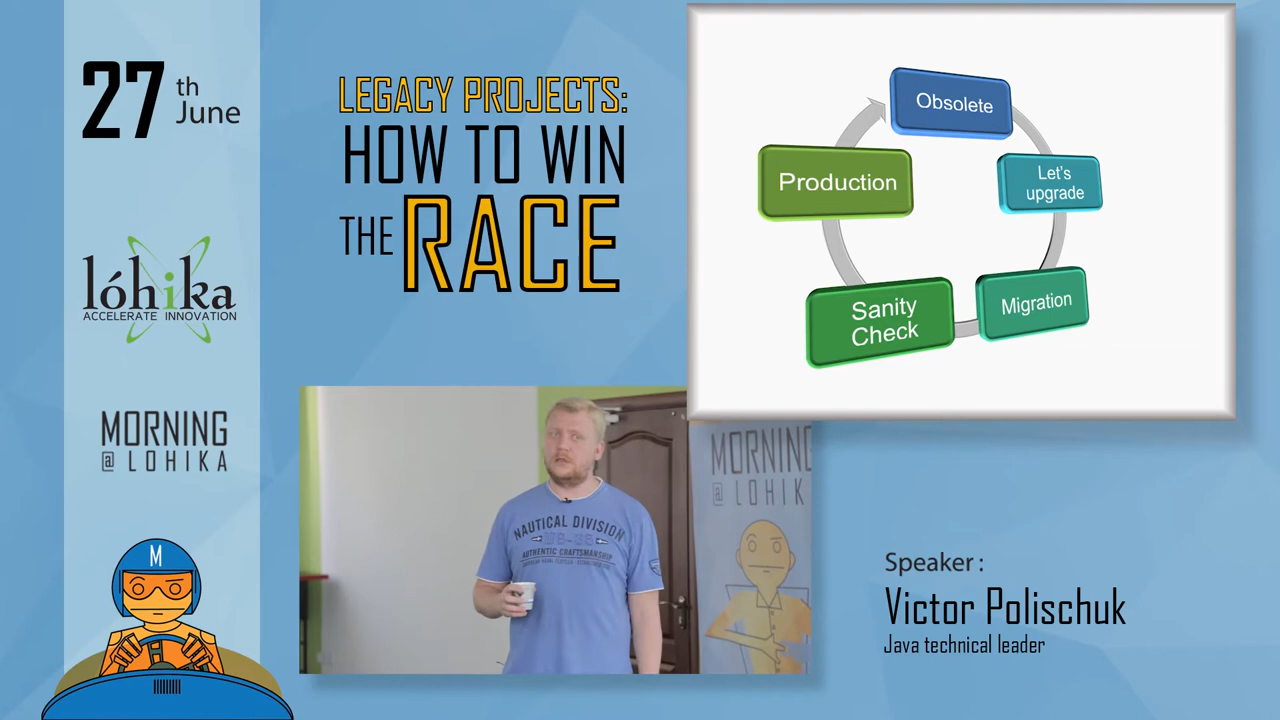 27
th
June
lóhika
ACCELERATE INNOVATION
MORNING
@ LOHIKA
M
LEGACY PROJECTS:
HOW TO WIN
THE RACE
Obsolete
Let's
upgrade
Migration
Sanity
Check
Production
NAUTICAL DIVISION
AUTHENTIC CRAFTSMANSHIP
MORNING
@ LOHIK
Speaker :
Victor Polischuk
Java technical leader